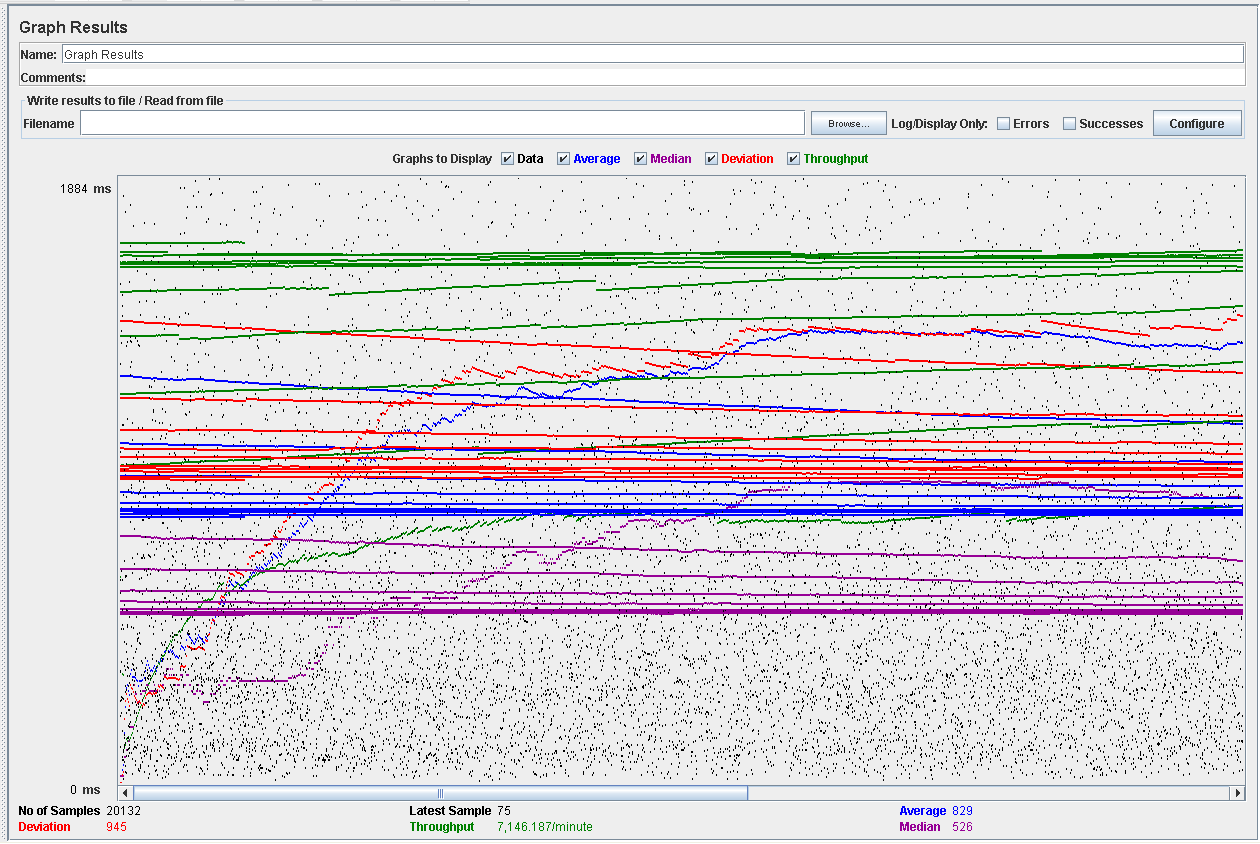 Graph Results
Name: Graph Results
Comments:
Write results to file / Read from file
Filename Browse... Log/Display Only: Errors Successes Configure
Graphs to Display Data Average Median Deviation Throughput
1884 ms
0 ms
No of Samples 20132 Latest Sample 75 Average 829
Deviation 945 Throughput 7,146.187/minute Median 526